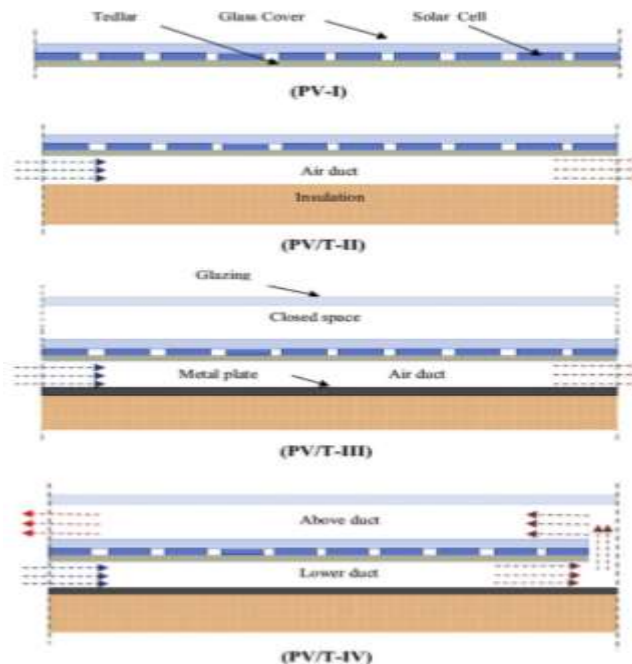 Tedlar Glass Cover Solar Cell
(PV-I)
Air duct
Insulation
(PV/T-II)
Glazing
Closed space
Metal plate Air duct
(PV/T-III)
Above duct
Lower duct
(PV/T-IV)